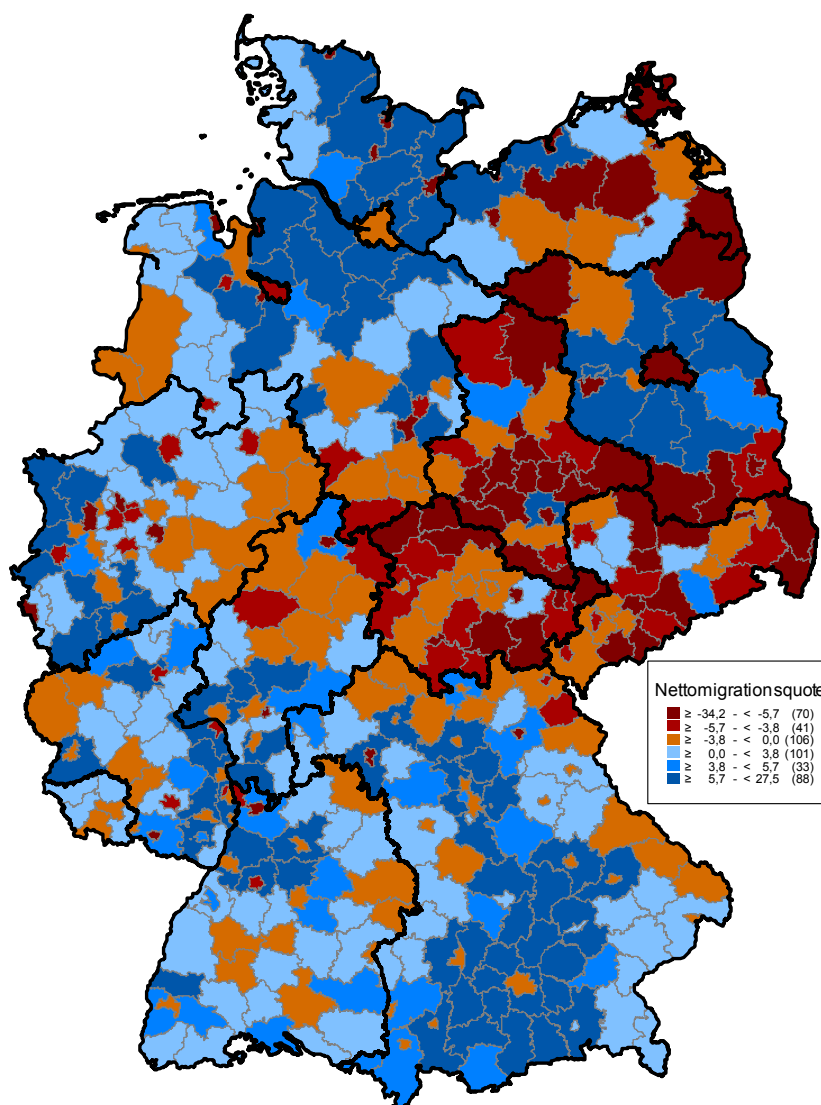 Nettomigrationsquote
≥ -34,2 - < -5,7 (70)
≥ -5,7 - < -3,8 (41)
≥ -3,8 - < 0,0 (106)
≥ 0,0 - < 3,8 (101)
≥ 3,8 - < 5,7 (33)
≥ 5,7 - < 27,5 (88)